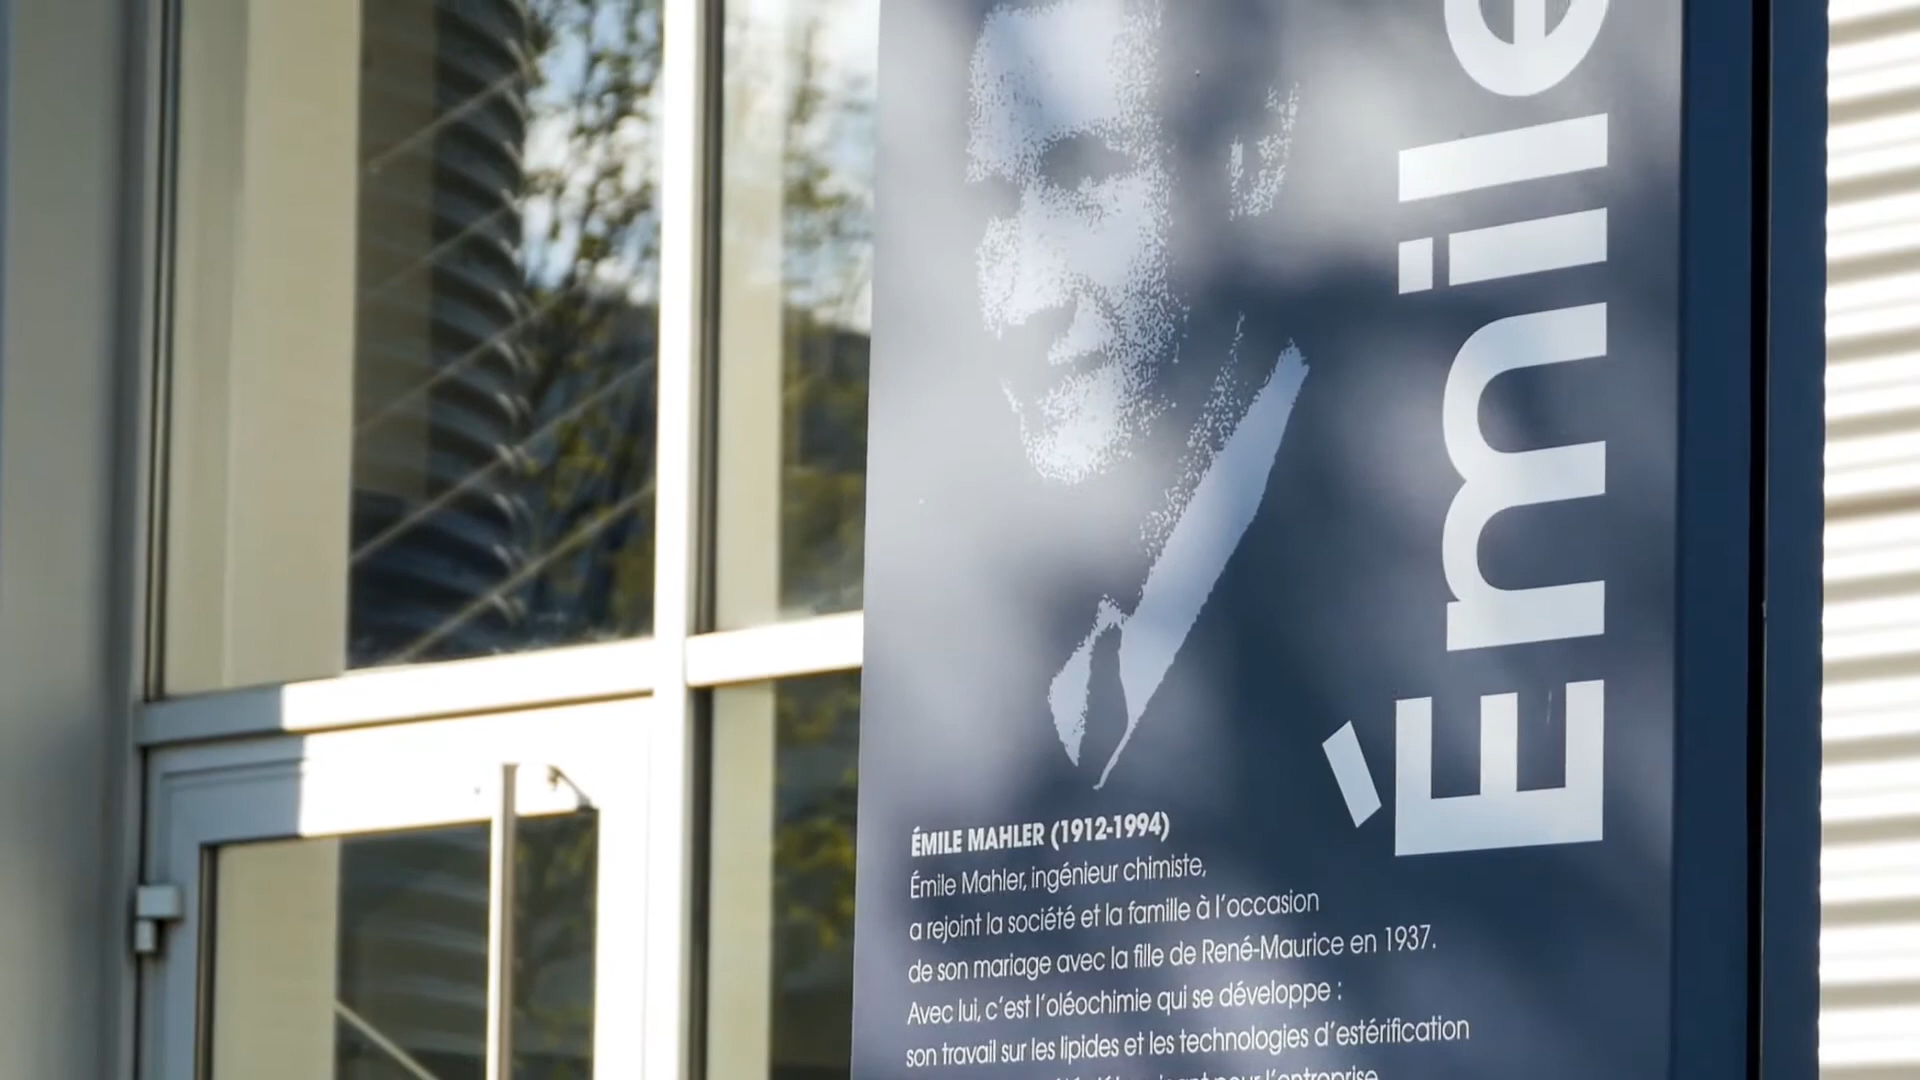 Émile
ÉMILE MAHLER (1912-1994)
Émile Mahler, ingénieur chimiste,
a rejoint la société et la famille à l'occasion
de son mariage avec la fille de René-Maurice en 1937.
Avec lui, c'est l'oléochimie qui se développe :
son travail sur les lipides et les technologies d'estérification
pour l'entreprise